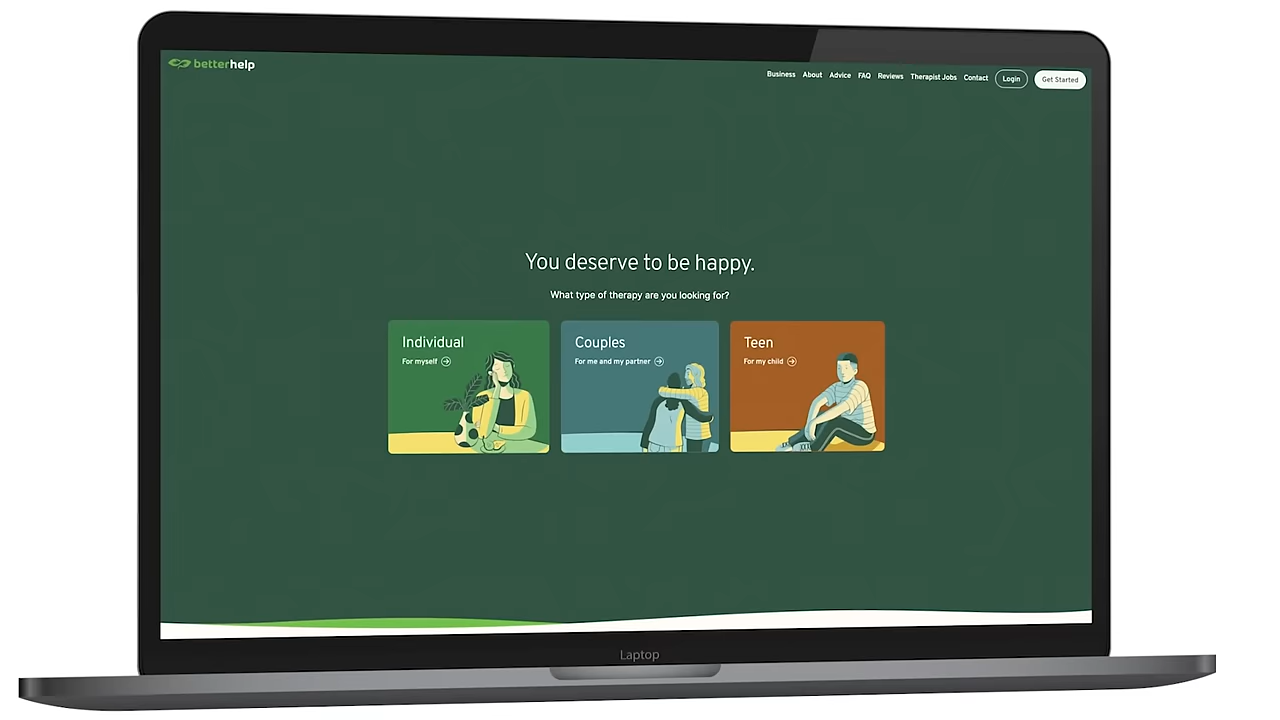 betterhelp
Business About Advice FAQ Reviews Therapist Jobs Contact Login Get Started
You deserve to be happy.
What type of therapy are you looking for?
Individual
For myself
Couples
For me and my partner
Teen
For my child
Laptop